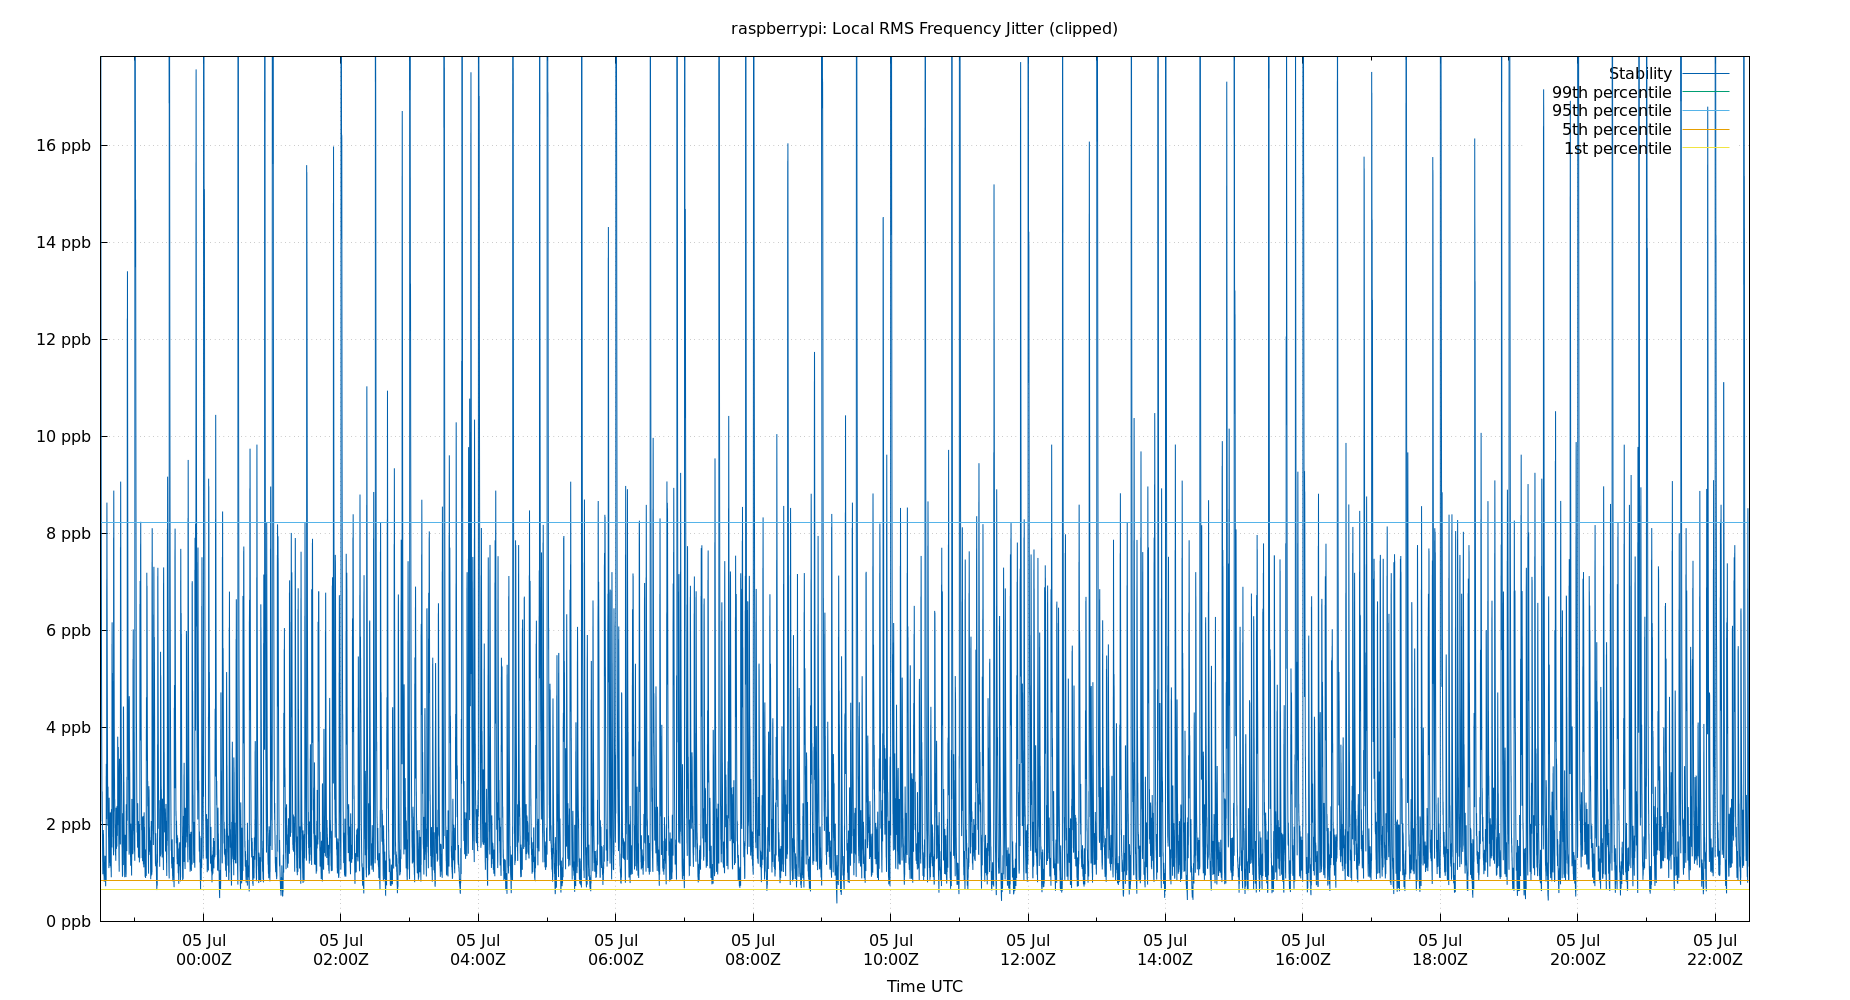 raspberrypi: Local RMS Frequency Jitter (clipped)
Stability
99th percentile
95th percentile
5th percentile
1st percentile
16 ppb
14 ppb
12 ppb
10 ppb
8 ppb
6 ppb
4 ppb
2 ppb
0 ppb
05 Jul 05 Jul 05 Jul 05 Jul 05 Jul 05 Jul 05 Jul 05 Jul 05 Jul 05 Jul 05 Jul 05 Jul
00:00Z 02:00Z 04:00Z 06:00Z 08:00Z 10:00Z 12:00Z 14:00Z 16:00Z 18:00Z 20:00Z 22:00Z
Time UTC